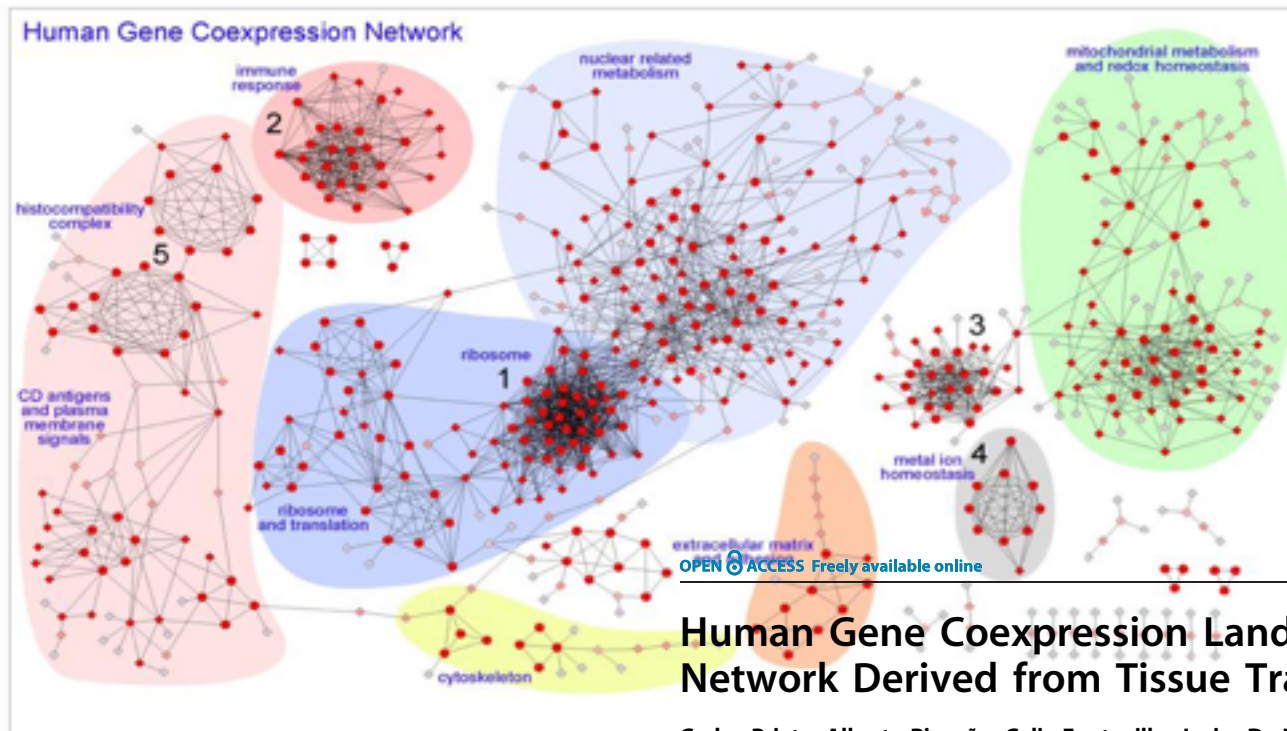 Human Gene Coexpression Network
immune
response
2
nuclear related
metabolism
mitochondrial metabolism
and redox homeostasis
histocompatibility
complex
5
ribosome
1
3
CD antigens
and plasma
membrane
signals
metal ion
homeostasis
4
ribosome
and translation
extracellular matrix
OPEN ACCESS Freely available online
Human Gene Coexpression Land
Network Derived from Tissue Tra
cytoskeleton